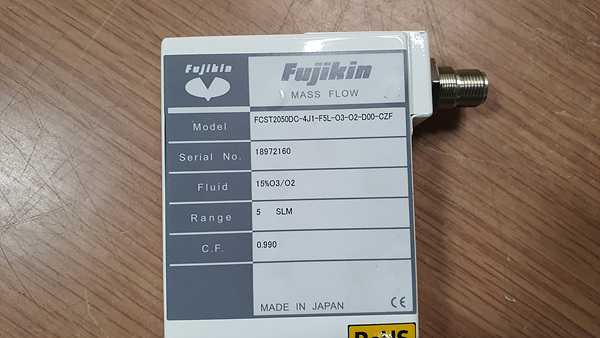 Fujikin
Fujikin
MASS FLOW
Model FCST2050DC-4J1-F5L-O3-O2-D00-CZF
Serial No. 18972160
Fluid 15%O3/O2
Range 5 SLM
C.F. 0.990
MADE IN JAPAN CE
RoHS